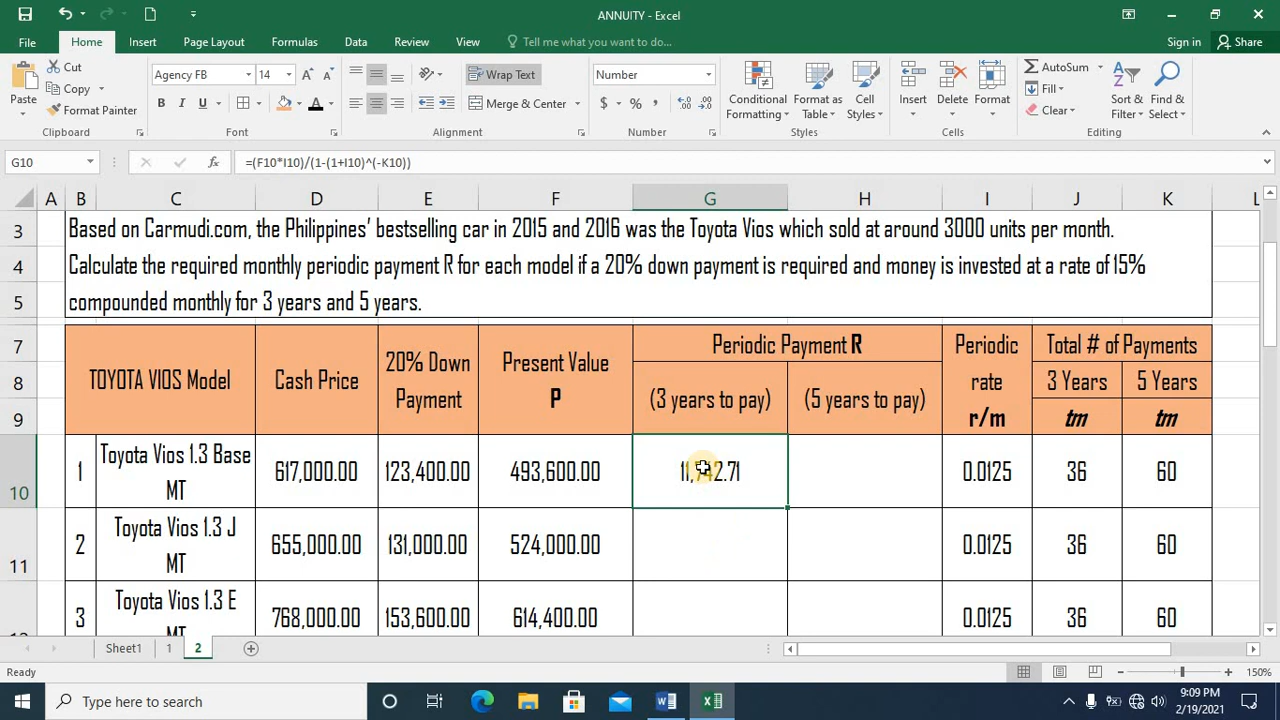 ANNUITY - Excel
File Home Insert Page Layout Formulas Data Review View Tell me what you want to do... Sign in Share
Paste
Cut
Copy
Format Painter
Clipboard
Agency FB 14
B I U
Font
Wrap Text
Merge & Center
Alignment
Number
$ % ,
Number
Conditional Formatting
Format as Table
Cell Styles
Styles
Insert Delete Format
Cells
AutoSum
Fill
Clear
Sort & Filter
Find & Select
Editing
G10 fx =(F10*I10)/(1-(1+I10)^(-K10))
A B C D E F G H I J K L
3 Based on Carmudi.com, the Philippines’ bestselling car in 2015 and 2016 was the Toyota Vios which sold at around 3000 units per month.
4 Calculate the required monthly periodic payment R for each model if a 20% down payment is required and money is invested at a rate of 15%
5 compounded monthly for 3 years and 5 years.
7
8
9
TOYOTA VIOS Model
Cash Price
20% Down
Payment
Present Value
P
Periodic Payment R
(3 years to pay) (5 years to pay)
Periodic
rate
r/m
Total # of Payments
3 Years 5 Years
tm tm
10 1 Toyota Vios 1.3 Base MT 617,000.00 123,400.00 493,600.00 11,742.71 0.0125 36 60
11 2 Toyota Vios 1.3 J MT 655,000.00 131,000.00 524,000.00 0.0125 36 60
3 Toyota Vios 1.3 E 768,000.00 153,600.00 614,400.00 0.0125 36 60
Sheet1 1 2
Ready 150%
Type here to search
9:09 PM
2/19/2021